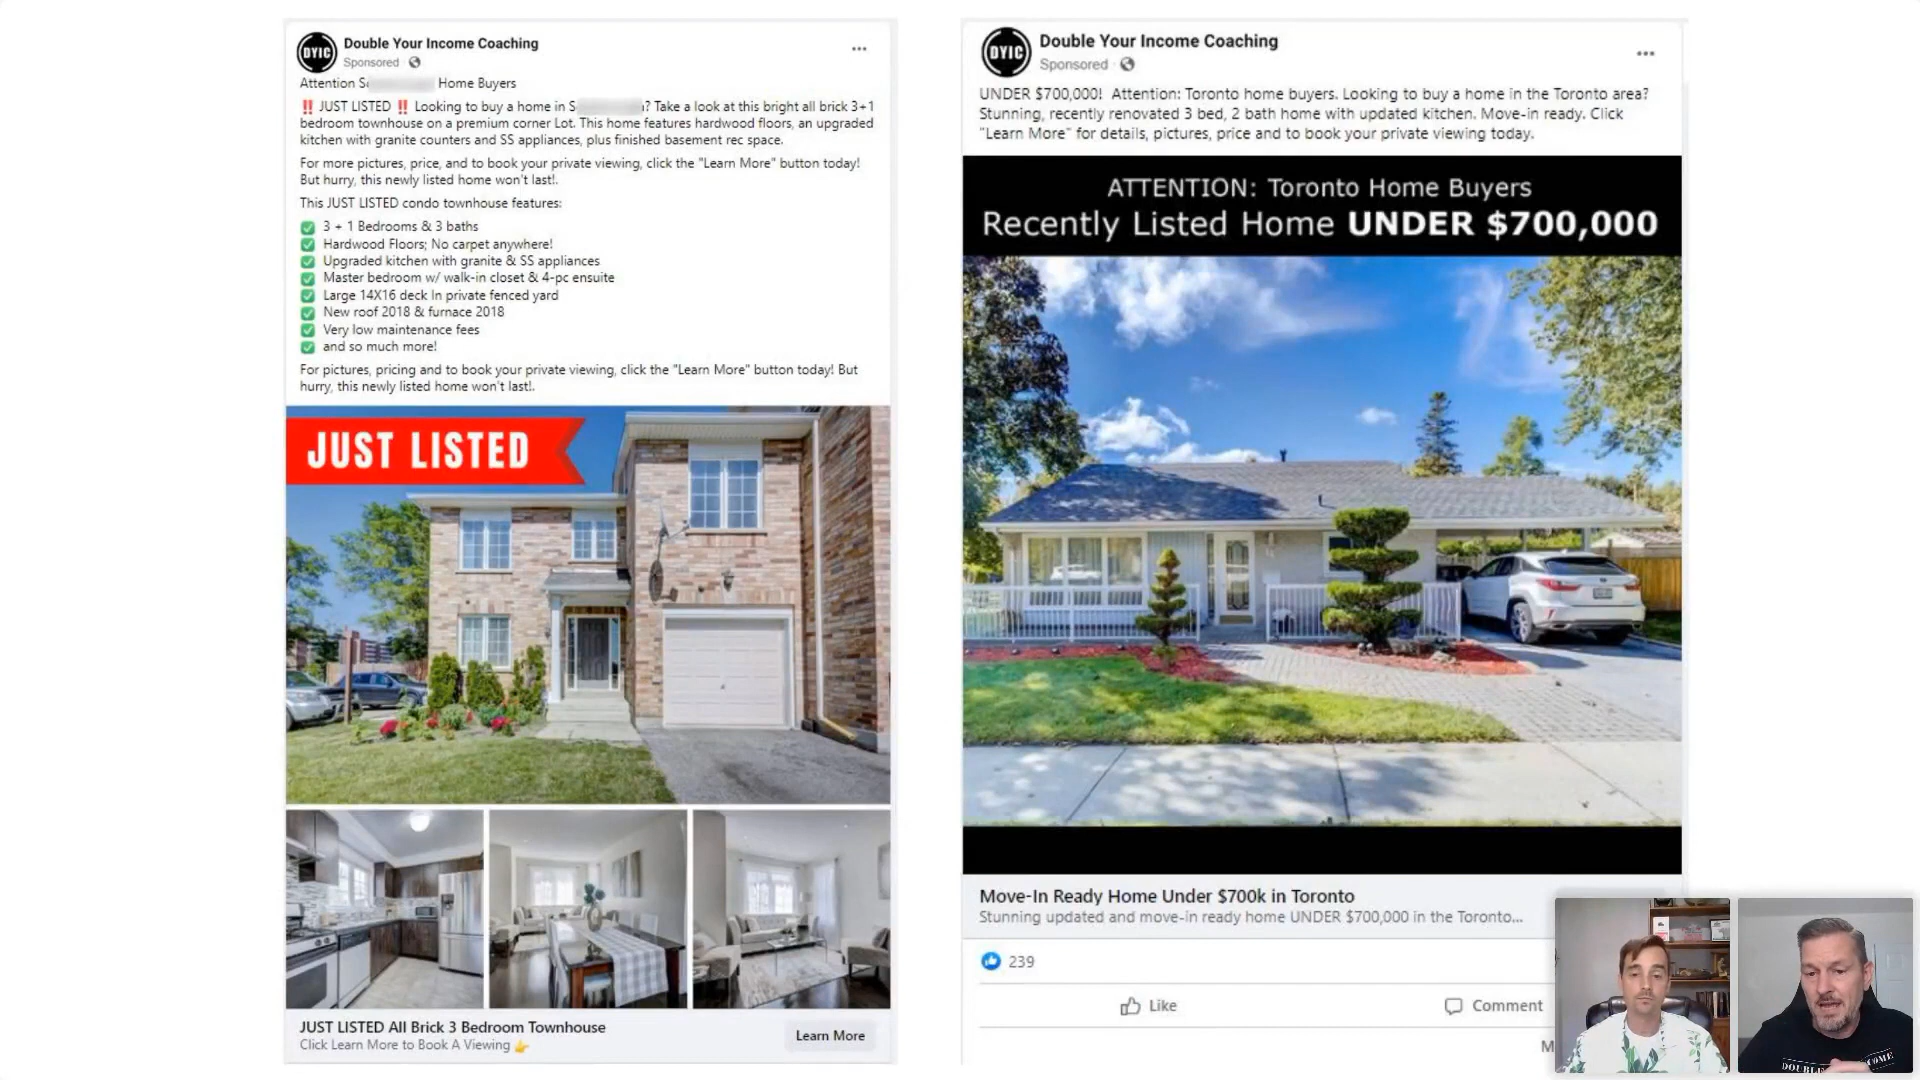 DYIC
Double Your Income Coaching
Sponsored
Attention S Home Buyers
‼ JUST LISTED ‼ Looking to buy a home in S ? Take a look at this bright all brick 3+1
bedroom townhouse on a premium corner Lot. This home features hardwood floors, an upgraded
kitchen with granite counters and SS appliances, plus finished basement rec space.
For more pictures, price, and to book your private viewing, click the "Learn More" button today!
But hurry, this newly listed home won't last!.
This JUST LISTED condo townhouse features:
✅ 3 + 1 Bedrooms & 3 baths
✅ Hardwood Floors; No carpet anywhere!
✅ Upgraded kitchen with granite & SS appliances
✅ Master bedroom w/ walk-in closet & 4-pc ensuite
✅ Large 14X16 deck In private fenced yard
✅ New roof 2018 & furnace 2018
✅ Very low maintenance fees
✅ and so much more!
For pictures, pricing and to book your private viewing, click the "Learn More" button today! But
hurry, this newly listed home won't last!.
JUST LISTED
JUST LISTED All Brick 3 Bedroom Townhouse
Click Learn More to Book A Viewing 👉
Learn More
DYIC
Double Your Income Coaching
Sponsored
UNDER $700,000! Attention: Toronto home buyers. Looking to buy a home in the Toronto area?
Stunning, recently renovated 3 bed, 2 bath home with updated kitchen. Move-in ready. Click
"Learn More" for details, pictures, price and to book your private viewing today.
ATTENTION: Toronto Home Buyers
Recently Listed Home UNDER $700,000
Move-In Ready Home Under $700k in Toronto
Stunning updated and move-in ready home UNDER $700,000 in the Toronto...
239
Like
Comment